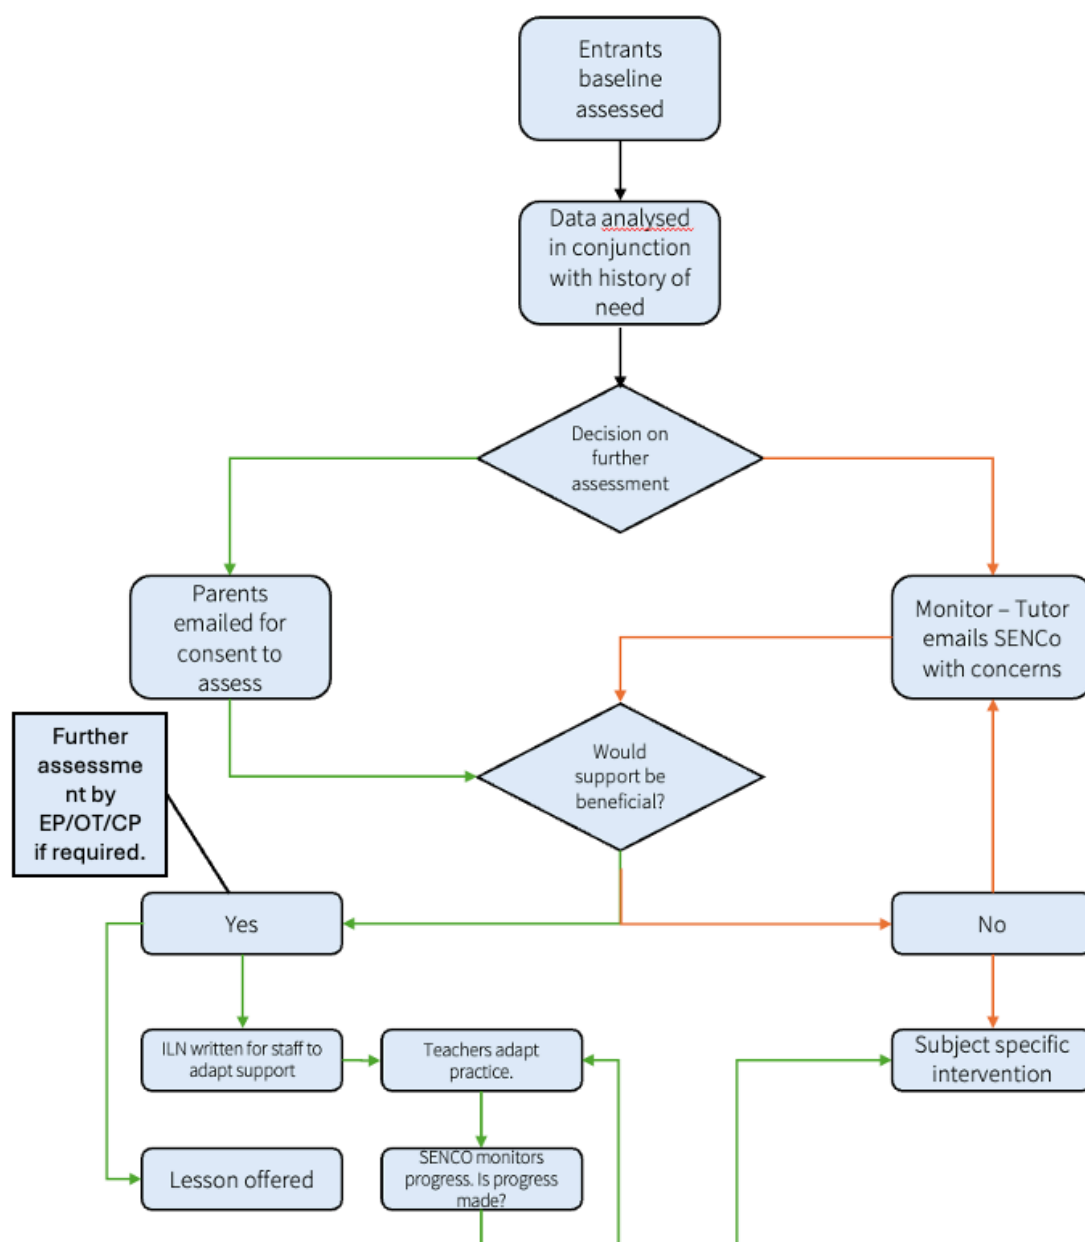 Entrants
baseline
assessed
Data analysed
in conjunction
with history of
need
Decision on
further
assessment
Parents
emailed for
consent to
assess
Monitor – Tutor
emails SENCo
with concerns
Further
assessme
nt by
EP/OT/CP
if required.
Would
support be
beneficial?
Yes
No
ILN written for staff to
adapt support
Teachers adapt
practice.
Subject specific
intervention
Lesson offered
SENCO monitors
progress. Is progress
made?